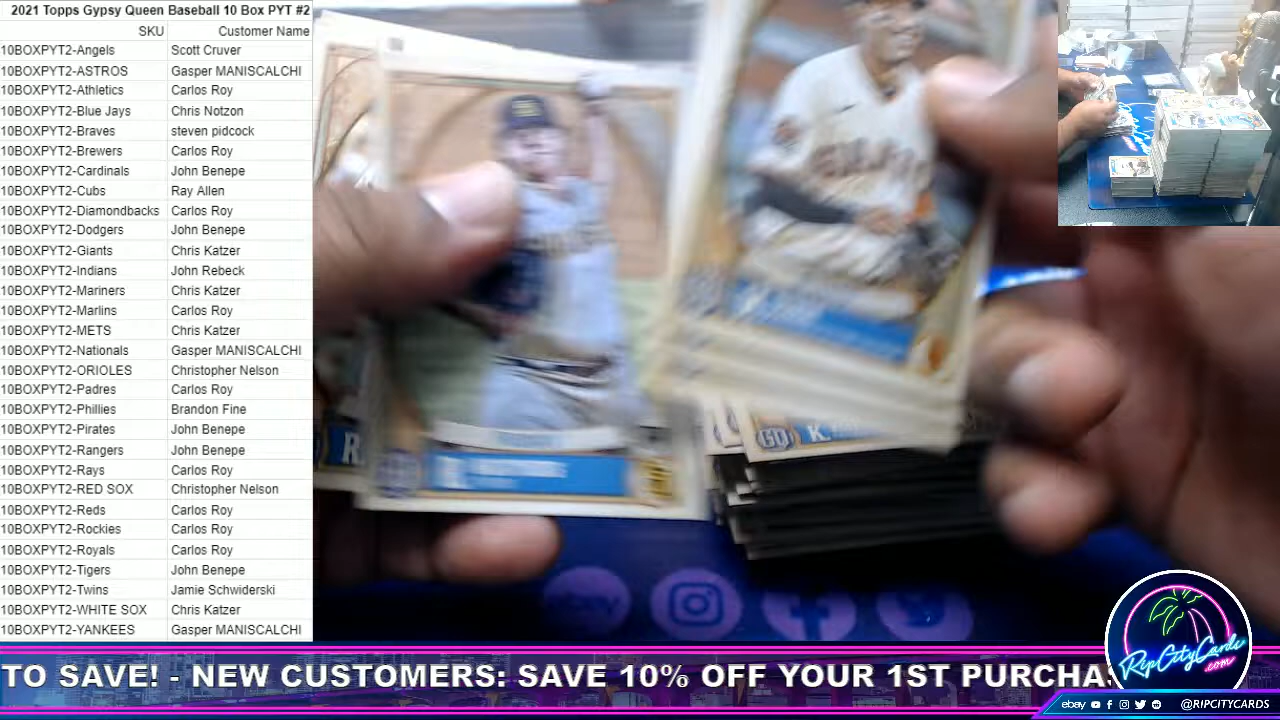 2021 Topps Gypsy Queen Baseball 10 Box PYT #2
SKU Customer Name
10BOXPYT2-Angels Scott Cruver
10BOXPYT2-ASTROS Gasper MANISCALCHI
10BOXPYT2-Athletics Carlos Roy
10BOXPYT2-Blue Jays Chris Notzon
10BOXPYT2-Braves steven pidcock
10BOXPYT2-Brewers Carlos Roy
10BOXPYT2-Cardinals John Benepe
10BOXPYT2-Cubs Ray Allen
10BOXPYT2-Diamondbacks Carlos Roy
10BOXPYT2-Dodgers John Benepe
10BOXPYT2-Giants Chris Katzer
10BOXPYT2-Indians John Rebeck
10BOXPYT2-Mariners Chris Katzer
10BOXPYT2-Marlins Carlos Roy
10BOXPYT2-METS Chris Katzer
10BOXPYT2-Nationals Gasper MANISCALCHI
10BOXPYT2-ORIOLES Christopher Nelson
10BOXPYT2-Padres Carlos Roy
10BOXPYT2-Phillies Brandon Fine
10BOXPYT2-Pirates John Benepe
10BOXPYT2-Rangers John Benepe
10BOXPYT2-Rays Carlos Roy
10BOXPYT2-RED SOX Christopher Nelson
10BOXPYT2-Reds Carlos Roy
10BOXPYT2-Rockies Carlos Roy
10BOXPYT2-Royals Carlos Roy
10BOXPYT2-Tigers John Benepe
10BOXPYT2-Twins Jamie Schwiderski
10BOXPYT2-WHITE SOX Chris Katzer
10BOXPYT2-YANKEES Gasper MANISCALCHI
R
GQ K.
TO SAVE! - NEW CUSTOMERS: SAVE 10% OFF YOUR 1ST PURCHA
RipCityCards
.com
ebay @RIPCITYCARDS